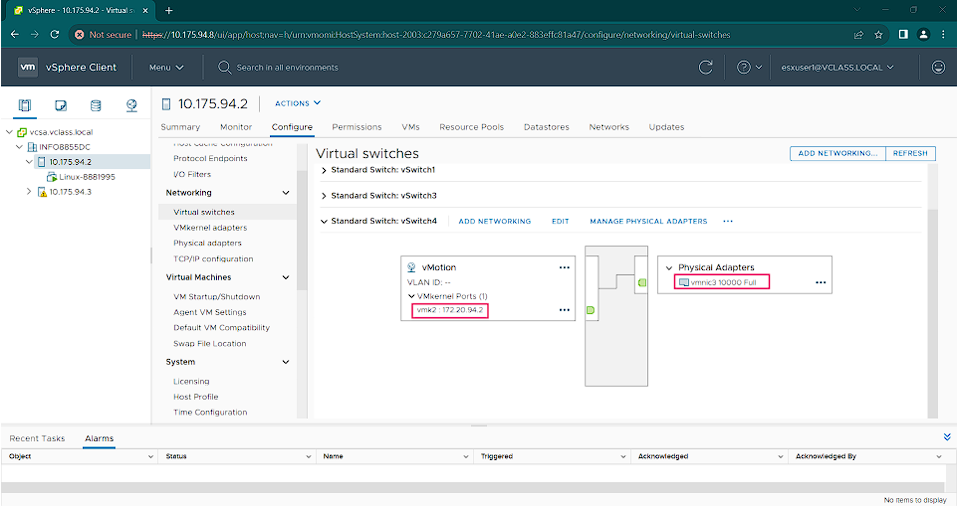 vSphere - 10.175.94.2 - Virtual s
Not secure https://10.175.94.8/ui/app/host;nav=h/urn:vmomi:HostSystem:host-2003:c279a657-7702-41ae-a0e2-883effc81a47/configure/networking/virtual-switches
vm vSphere Client Menu Search in all environments esxuser1@VCLASS.LOCAL
10.175.94.2 ACTIONS
Summary Monitor Configure Permissions VMs Resource Pools Datastores Networks Updates
vcsa.vclass.local
INFO8855DC
10.175.94.2
Linux-8881995
10.175.94.3
Host Cache Configuration
Protocol Endpoints
I/O Filters
Networking
Virtual switches
VMkernel adapters
Physical adapters
TCP/IP configuration
Virtual Machines
VM Startup/Shutdown
Agent VM Settings
Default VM Compatibility
Swap File Location
System
Licensing
Host Profile
Time Configuration
Virtual switches
ADD NETWORKING... REFRESH
Standard Switch: vSwitch1
Standard Switch: vSwitch3
Standard Switch: vSwitch4 ADD NETWORKING EDIT MANAGE PHYSICAL ADAPTERS ...
vMotion ...
VLAN ID: --
VMkernel Ports (1)
vmk2 : 172.20.94.2 ...
Physical Adapters
vmnic3 10000 Full ...
Recent Tasks Alarms
Object Status Name Triggered Acknowledged Acknowledged By
No items to display